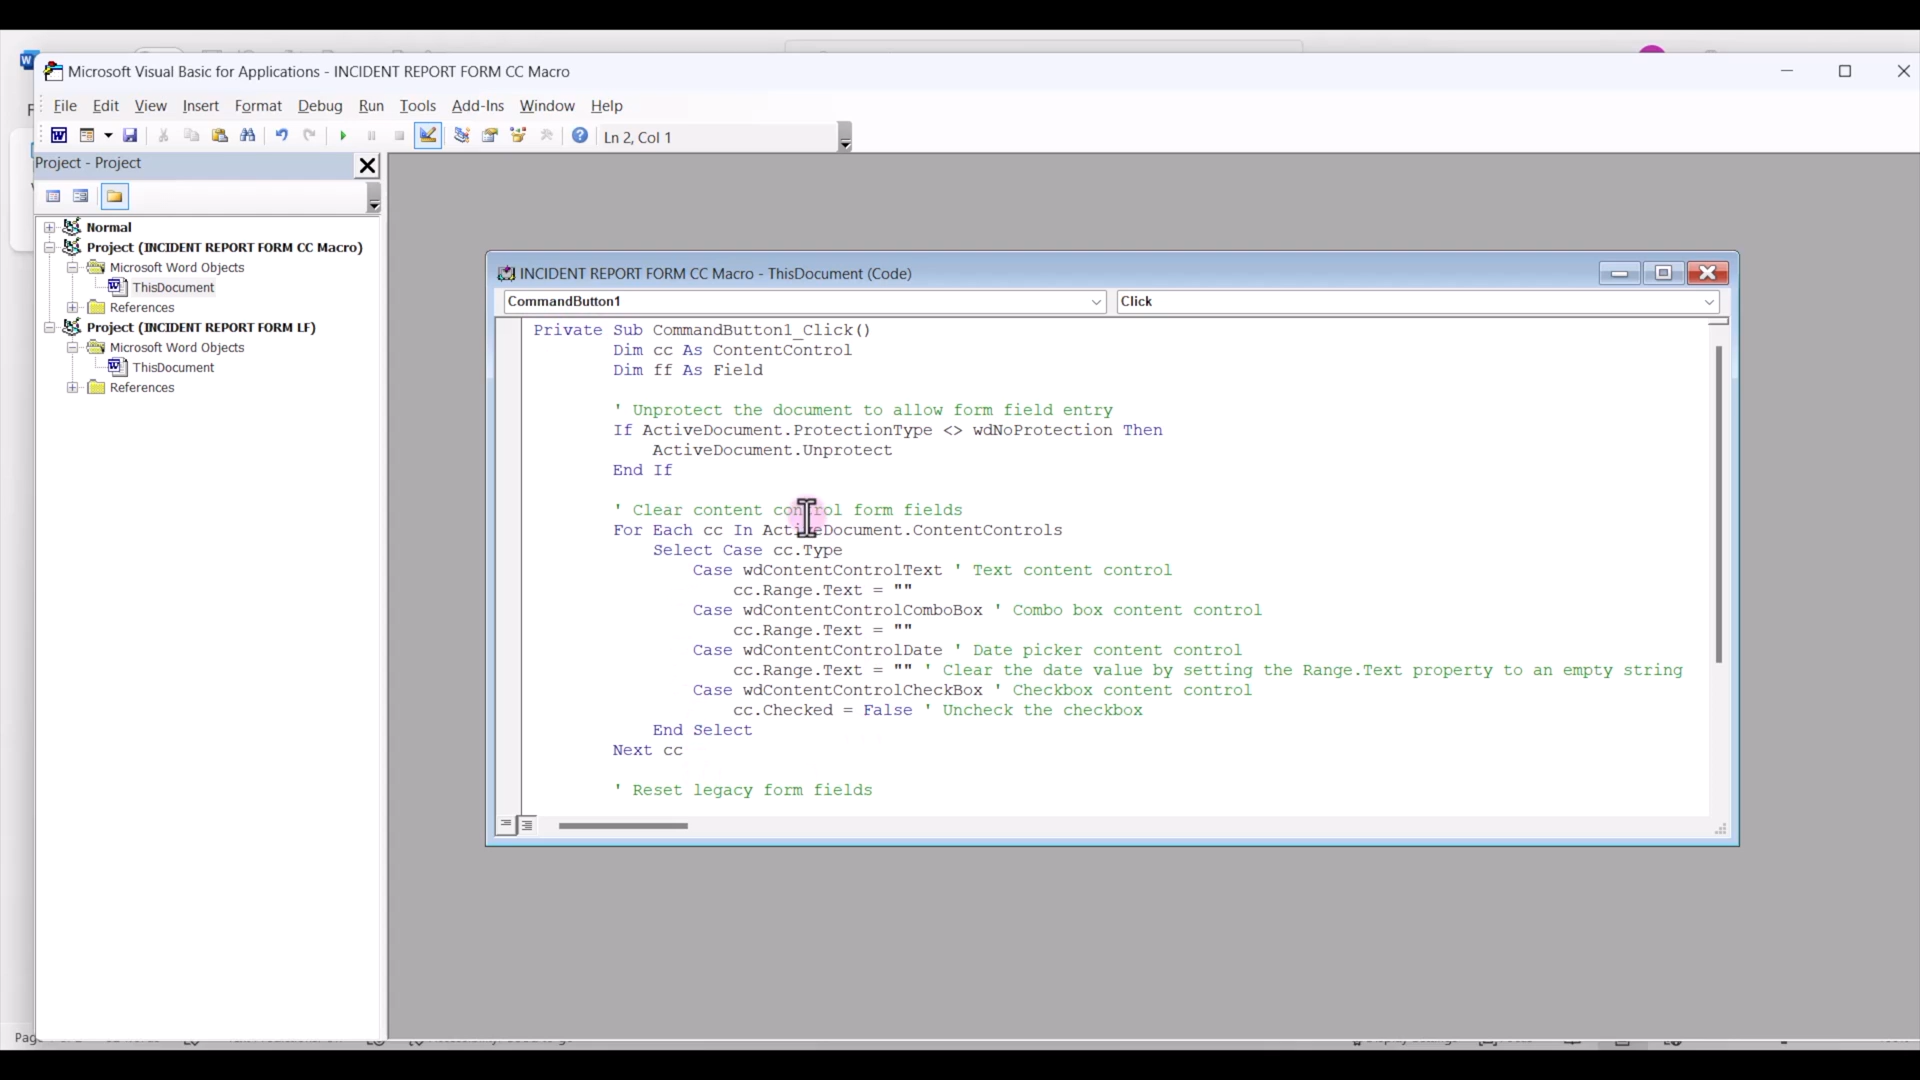 Microsoft Visual Basic for Applications - INCIDENT REPORT FORM CC Macro
File Edit View Insert Format Debug Run Tools Add-Ins Window Help
Ln 2, Col 1
Project - Project
Normal
Project (INCIDENT REPORT FORM CC Macro)
Microsoft Word Objects
ThisDocument
References
Project (INCIDENT REPORT FORM LF)
Microsoft Word Objects
ThisDocument
References
INCIDENT REPORT FORM CC Macro - ThisDocument (Code)
CommandButton1 Click
Private Sub CommandButton1_Click()
Dim cc As ContentControl
Dim ff As Field
' Unprotect the document to allow form field entry
If ActiveDocument.ProtectionType <> wdNoProtection Then
ActiveDocument.Unprotect
End If
' Clear content control form fields
For Each cc In ActiveDocument.ContentControls
Select Case cc.Type
Case wdContentControlText ' Text content control
cc.Range.Text = ""
Case wdContentControlComboBox ' Combo box content control
cc.Range.Text = ""
Case wdContentControlDate ' Date picker content control
cc.Range.Text = "" ' Clear the date value by setting the Range.Text property to an empty string
Case wdContentControlCheckBox ' Checkbox content control
cc.Checked = False ' Uncheck the checkbox
End Select
Next cc
' Reset legacy form fields